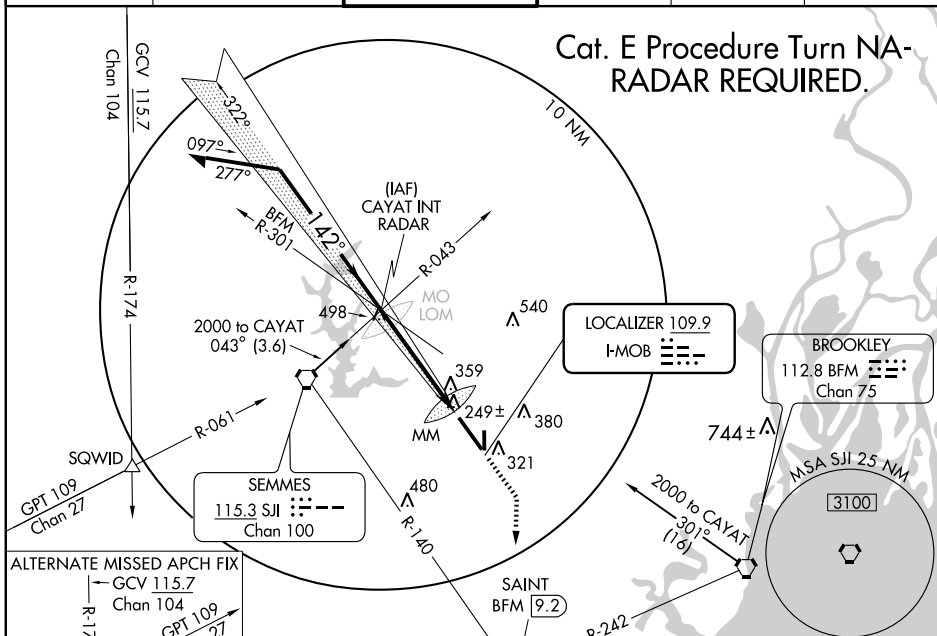 Cat. E Procedure Turn NA-
RADAR REQUIRED.
GCV 115.7
Chan 104
R-174
10 NM
322°
097°
277°
142°
BFM
R-301
(IAF)
CAYAT INT
RADAR
R-043
MO
LOM
498
2000 to CAYAT
043° (3.6)
540
LOCALIZER 109.9
I-MOB
BROOKLEY
112.8 BFM
Chan 75
359
249±
380
MM
321
744±
R-061
SQWID
GPT 109
Chan 27
SEMMES
115.3 SJI
Chan 100
480
R-140
MSA SJI 25 NM
3100
2000 to CAYAT
301°
(16)
ALTERNATE MISSED APCH FIX
GCV 115.7
Chan 104
R-17
GPT 109
27
SAINT
BFM 9.2
R-242